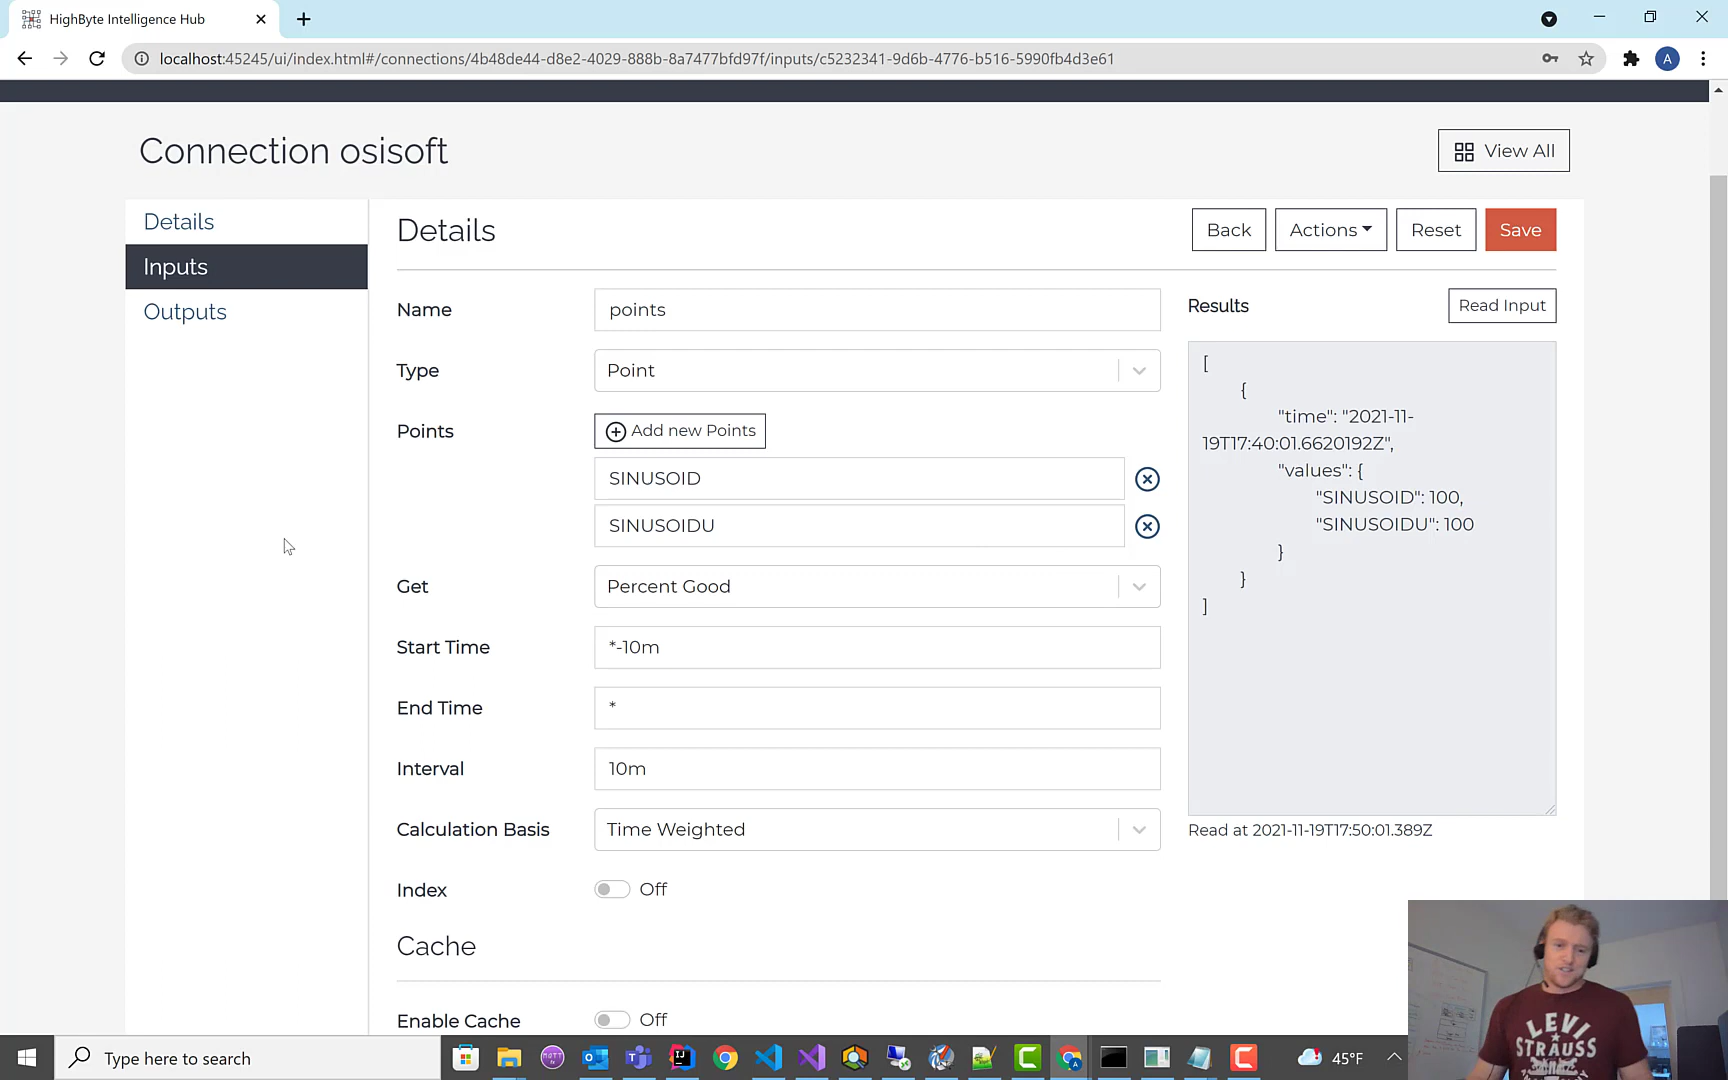 HighByte Intelligence Hub
localhost:45245/ui/index.html#/connections/4b48de44-d8e2-4029-888b-8a7477bfd97f/inputs/c5232341-9d6b-4776-b516-5990fb4d3e61
A
Connection osisoft
View All
Details
Inputs
Outputs
Details
Back
Actions
Reset
Save
Name
points
Type
Point
Points
Add new Points
SINUSOID
SINUSOIDU
Get
Percent Good
Start Time
*-10m
End Time
*
Interval
10m
Calculation Basis
Time Weighted
Index
Off
Cache
Enable Cache
Off
Results
Read Input
[
{
"time": "2021-11-
19T17:40:01.6620192Z",
"values": {
"SINUSOID": 100,
"SINUSOIDU": 100
}
}
]
Read at 2021-11-19T17:50:01.389Z
LEVI
STRAUSS
Type here to search
45°F